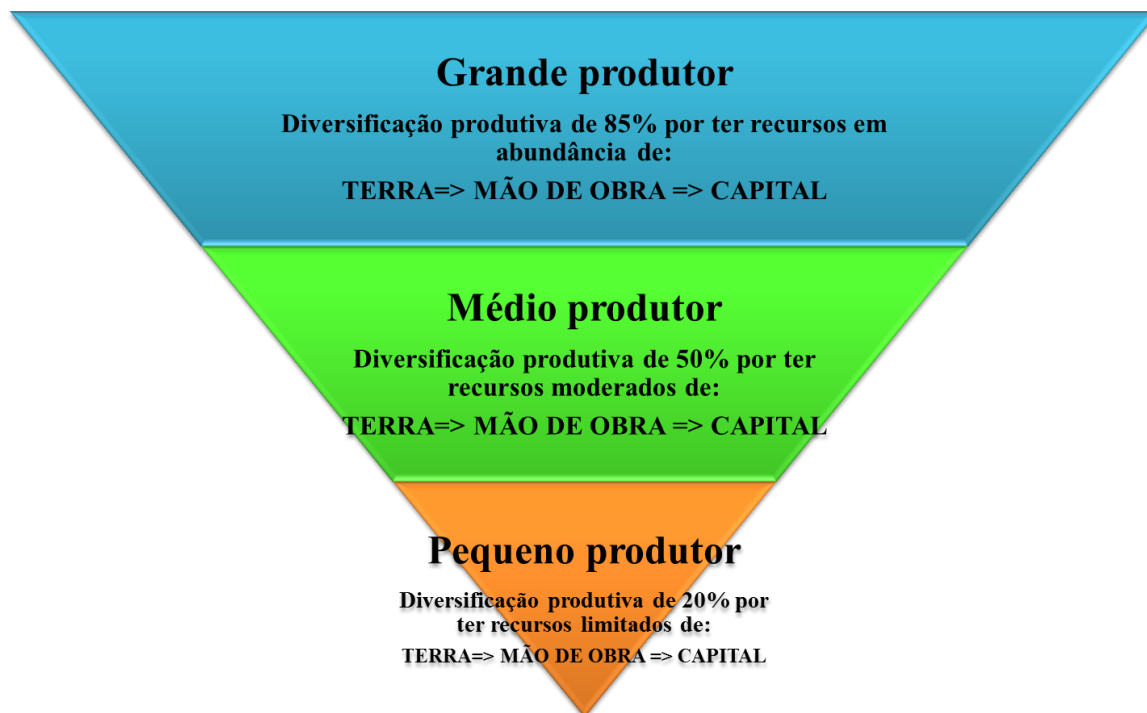 Grande produtor
Diversificação produtiva de 85% por ter recursos em
abundância de:
TERRA=> MÃO DE OBRA => CAPITAL
Médio produtor
Diversificação produtiva de 50% por ter
recursos moderados de:
TERRA=> MÃO DE OBRA => CAPITAL
Pequeno produtor
Diversificação produtiva de 20% por
ter recursos limitados de:
TERRA=> MÃO DE OBRA => CAPITAL